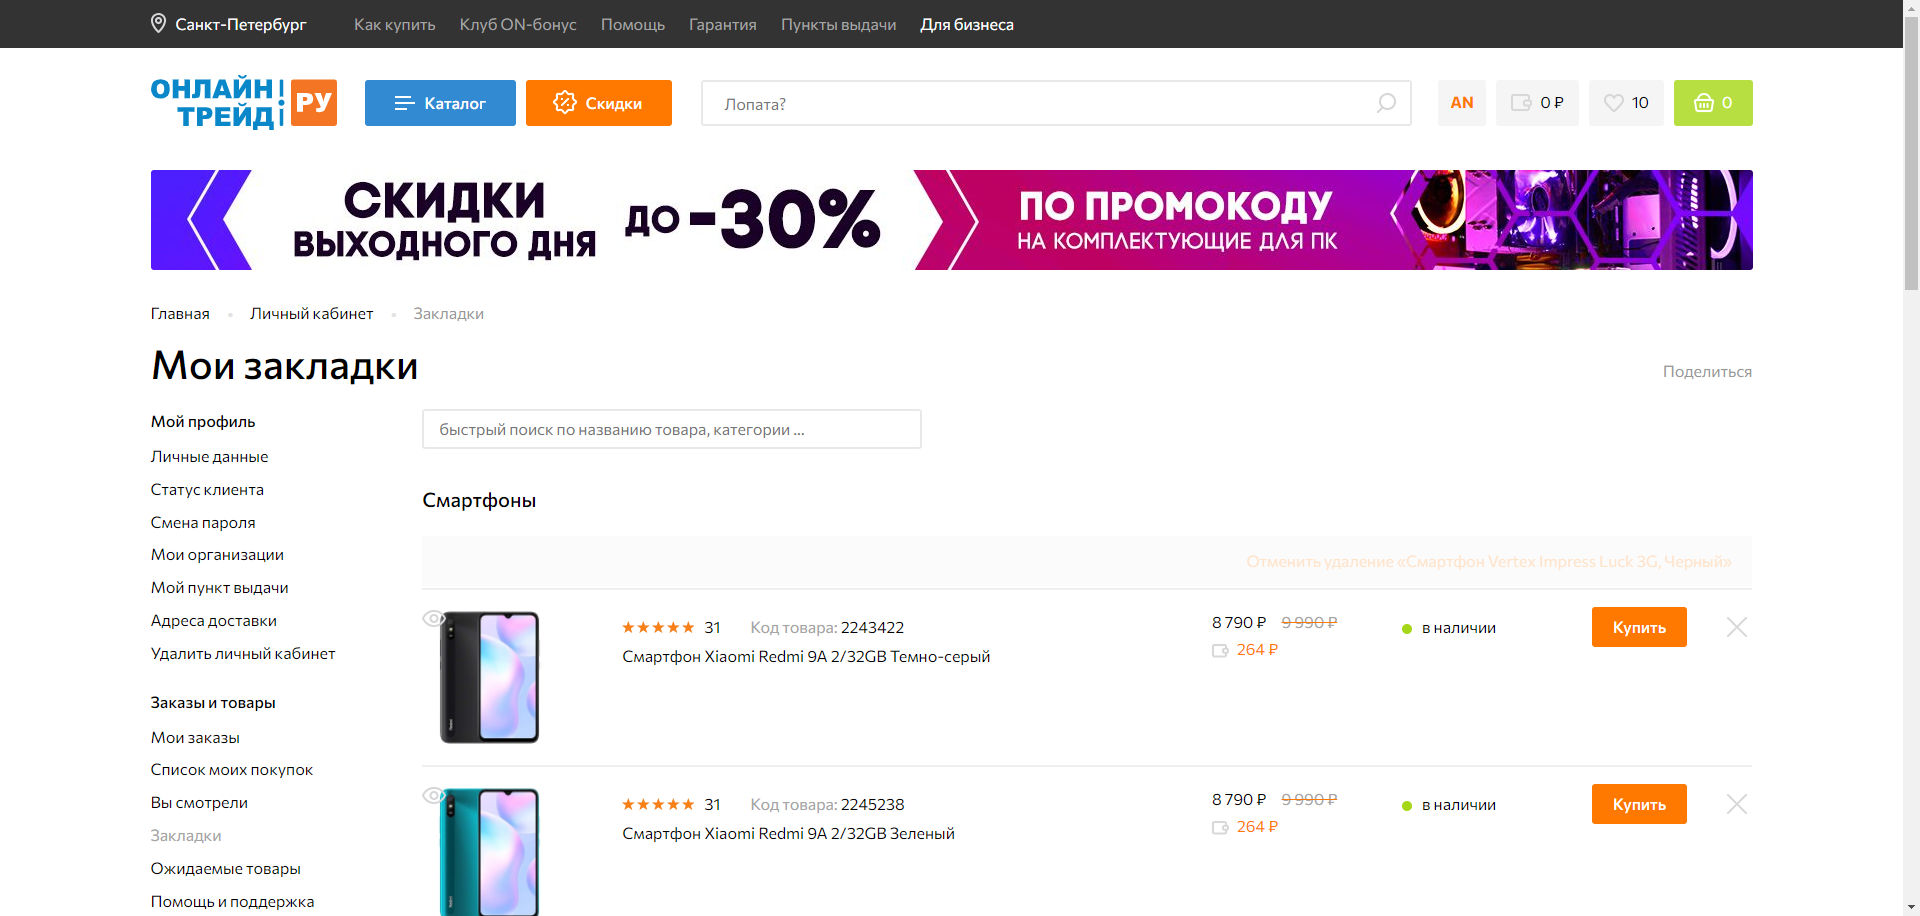 Санкт-Петербург
Как купить
Клуб ON-бонус
Помощь
Гарантия
Пункты выдачи
Для бизнеса
ОНЛАЙН ТРЕЙД РУ
Каталог
Скидки
Лопата?
AN
0 ₽
10
0
СКИДКИ
ВЫХОДНОГО ДНЯ
ДО -30%
ПО ПРОМОКОДУ
НА КОМПЛЕКТУЮЩИЕ ДЛЯ ПК
Главная
Личный кабинет
Закладки
Мои закладки
Поделиться
Мой профиль
Личные данные
Статус клиента
Смена пароля
Мои организации
Мой пункт выдачи
Адреса доставки
Удалить личный кабинет
Заказы и товары
Мои заказы
Список моих покупок
Вы смотрели
Закладки
Ожидаемые товары
Помощь и поддержка
быстрый поиск по названию товара, категории ...
Смартфоны
Отменить удаление «Смартфон Vertex Impress Luck 3G, Черный»
31
Код товара: 2243422
Смартфон Xiaomi Redmi 9A 2/32GB Темно-серый
8 790 ₽ 9 990 ₽
264 ₽
в наличии
Купить
31
Код товара: 2245238
Смартфон Xiaomi Redmi 9A 2/32GB Зеленый
8 790 ₽ 9 990 ₽
264 ₽
в наличии
Купить